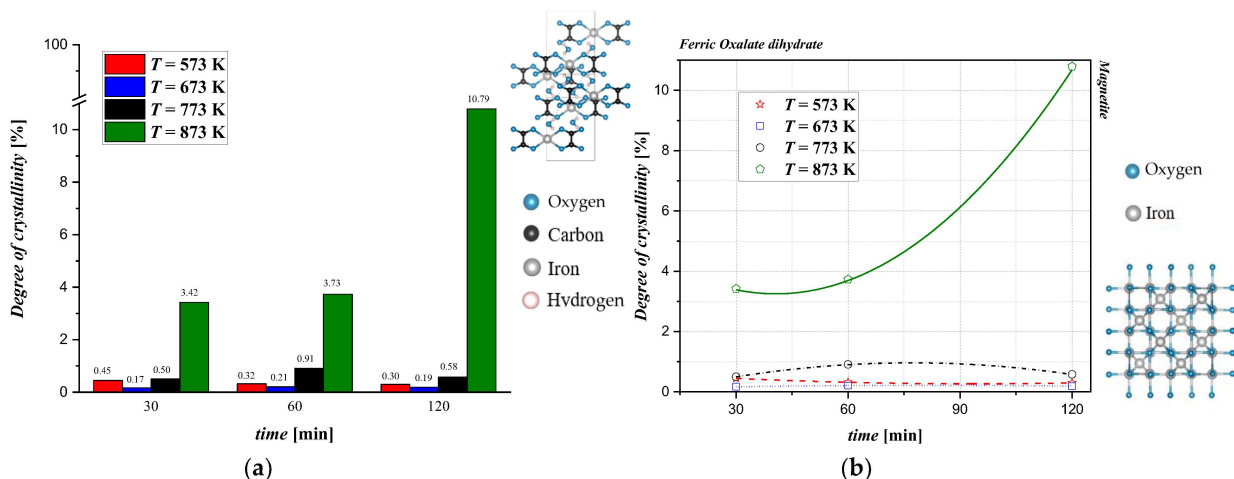 100
10
8
6
4
2
0
Degree of crystallinity [%]
T = 573 K
T = 673 K
T = 773 K
T = 873 K
0.45
0.17
0.50
3.42
0.32
0.21
0.91
3.73
0.30
0.19
0.58
10.79
30
60
120
time [min]
Oxygen
Carbon
Iron
Hvdrogen
(a)
Ferric Oxalate dihydrate
Magnetite
10
8
6
4
2
0
Degree of crystallinity [%]
T = 573 K
T = 673 K
T = 773 K
T = 873 K
30
60
90
120
time [min]
Oxygen
Iron
(b)